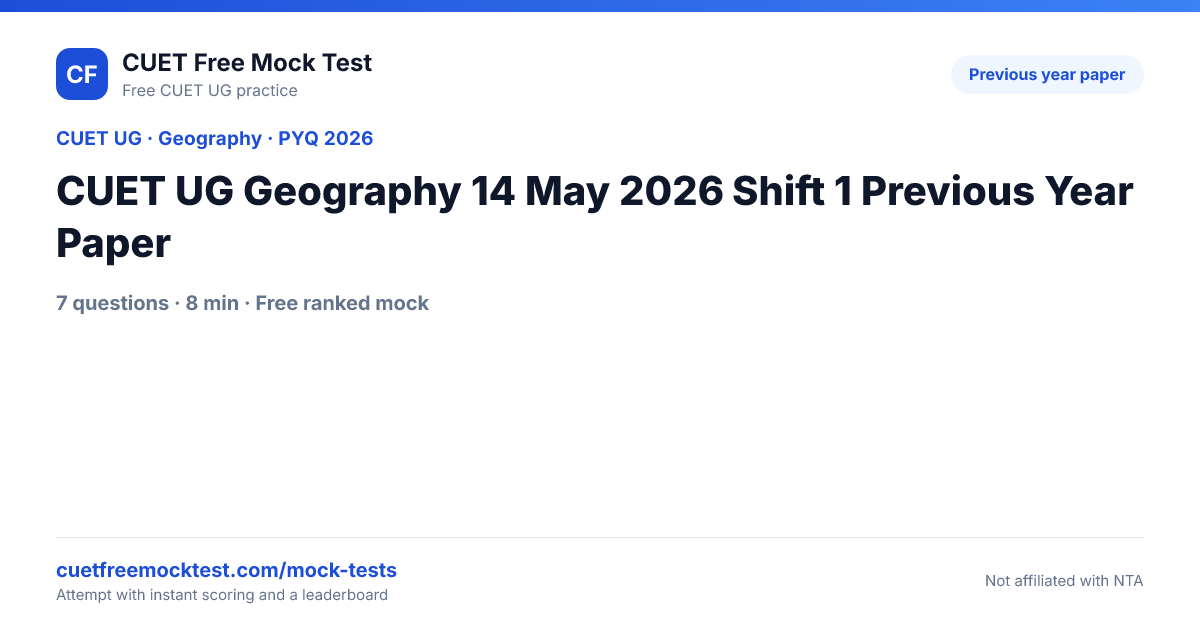 CF
CUET Free Mock Test
Free CUET UG practice
Previous year paper
CUET UG · Geography · PYQ 2026
CUET UG Geography 14 May 2026 Shift 1 Previous Year
Paper
7 questions · 8 min · Free ranked mock
cuetfreemocktest.com/mock-tests
Attempt with instant scoring and a leaderboard
Not affiliated with NTA